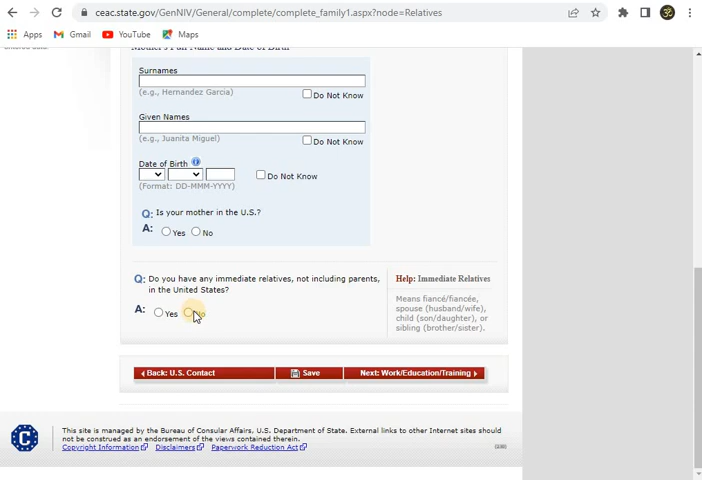 ceac.state.gov/GenNIV/General/complete/complete_family1.aspx?node=Relatives
Apps Gmail YouTube Maps
Mother's Full Name and Date of Birth
Surnames
(e.g., Hernandez Garcia)
Do Not Know
Given Names
(e.g., Juanita Miguel)
Do Not Know
Date of Birth
Do Not Know
(Format: DD-MMM-YYYY)
Q: Is your mother in the U.S.?
A: Yes No
Q: Do you have any immediate relatives, not including parents,
in the United States?
A: Yes No
Help: Immediate Relatives
Means fiancé/fiancée,
spouse (husband/wife),
child (son/daughter), or
sibling (brother/sister).
Back: U.S. Contact
Save
Next: Work/Education/Training
This site is managed by the Bureau of Consular Affairs, U.S. Department of State. External links to other Internet sites should
not be construed as an endorsement of the views contained therein.
Copyright Information Disclaimers Paperwork Reduction Act